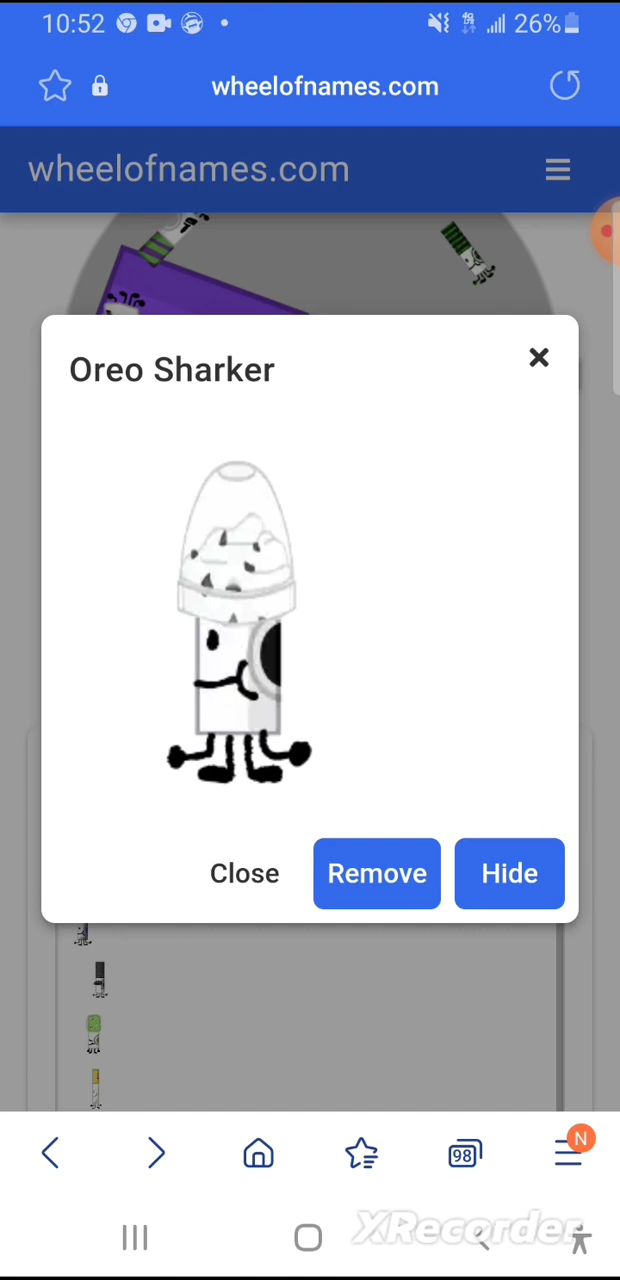 10:52
26%
wheelofnames.com
wheelofnames.com
Oreo Sharker
Close
Remove
Hide
98
N
XRecorder